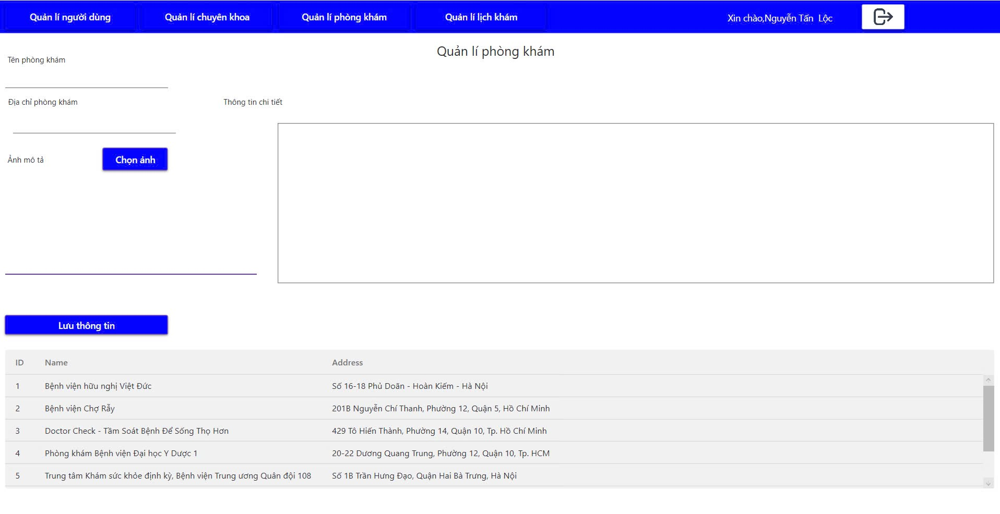 Quản lí người dùng Quản lí chuyên khoa Quản lí phòng khám Quản lí lịch khám Xin chào,Nguyễn Tấn Lộc
Quản lí phòng khám
Tên phòng khám
Địa chỉ phòng khám
Thông tin chi tiết
Ảnh mô tả
Chọn ảnh
Lưu thông tin
ID Name Address
1 Bệnh viện hữu nghị Việt Đức Số 16-18 Phủ Doãn - Hoàn Kiếm - Hà Nội
2 Bệnh viện Chợ Rẫy 201B Nguyễn Chí Thanh, Phường 12, Quận 5, Hồ Chí Minh
3 Doctor Check - Tầm Soát Bệnh Để Sống Thọ Hơn 429 Tô Hiến Thành, Phường 14, Quận 10, Tp. Hồ Chí Minh
4 Phòng khám Bệnh viện Đại học Y Dược 1 20-22 Dương Quang Trung, Phường 12, Quận 10, Tp. HCM
5 Trung tâm Khám sức khỏe định kỳ, Bệnh viện Trung ương Quân đội 108 Số 1B Trần Hưng Đạo, Quận Hai Bà Trưng, Hà Nội